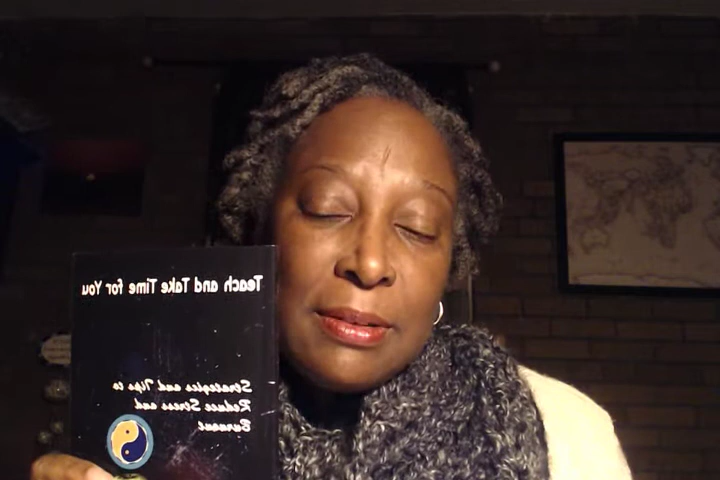 Teach and Take Time for You
Strategies and Tips to
Reduce Stress and
Burnout